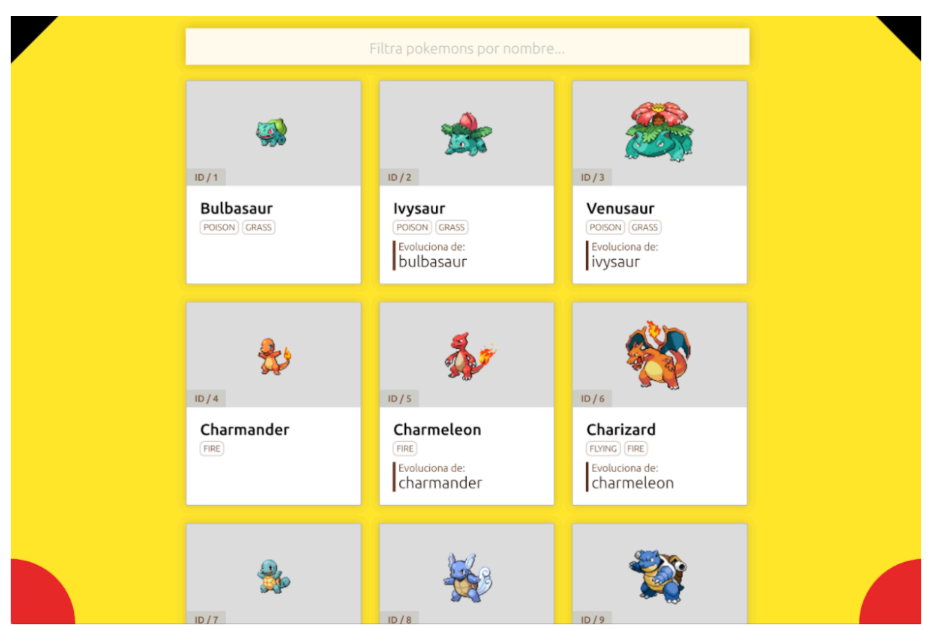 Filtra pokemons por nombre...
ID / 1
ID / 2
ID / 3
Bulbasaur
POISON GRASS
Ivysaur
POISON GRASS
Evoluciona de:
bulbasaur
Venusaur
POISON GRASS
Evoluciona de:
ivysaur
ID / 4
ID / 5
ID / 6
Charmander
FIRE
Charmeleon
FIRE
Evoluciona de:
charmander
Charizard
FLYING FIRE
Evoluciona de:
charmeleon
ID / 7
ID / 8
ID / 9